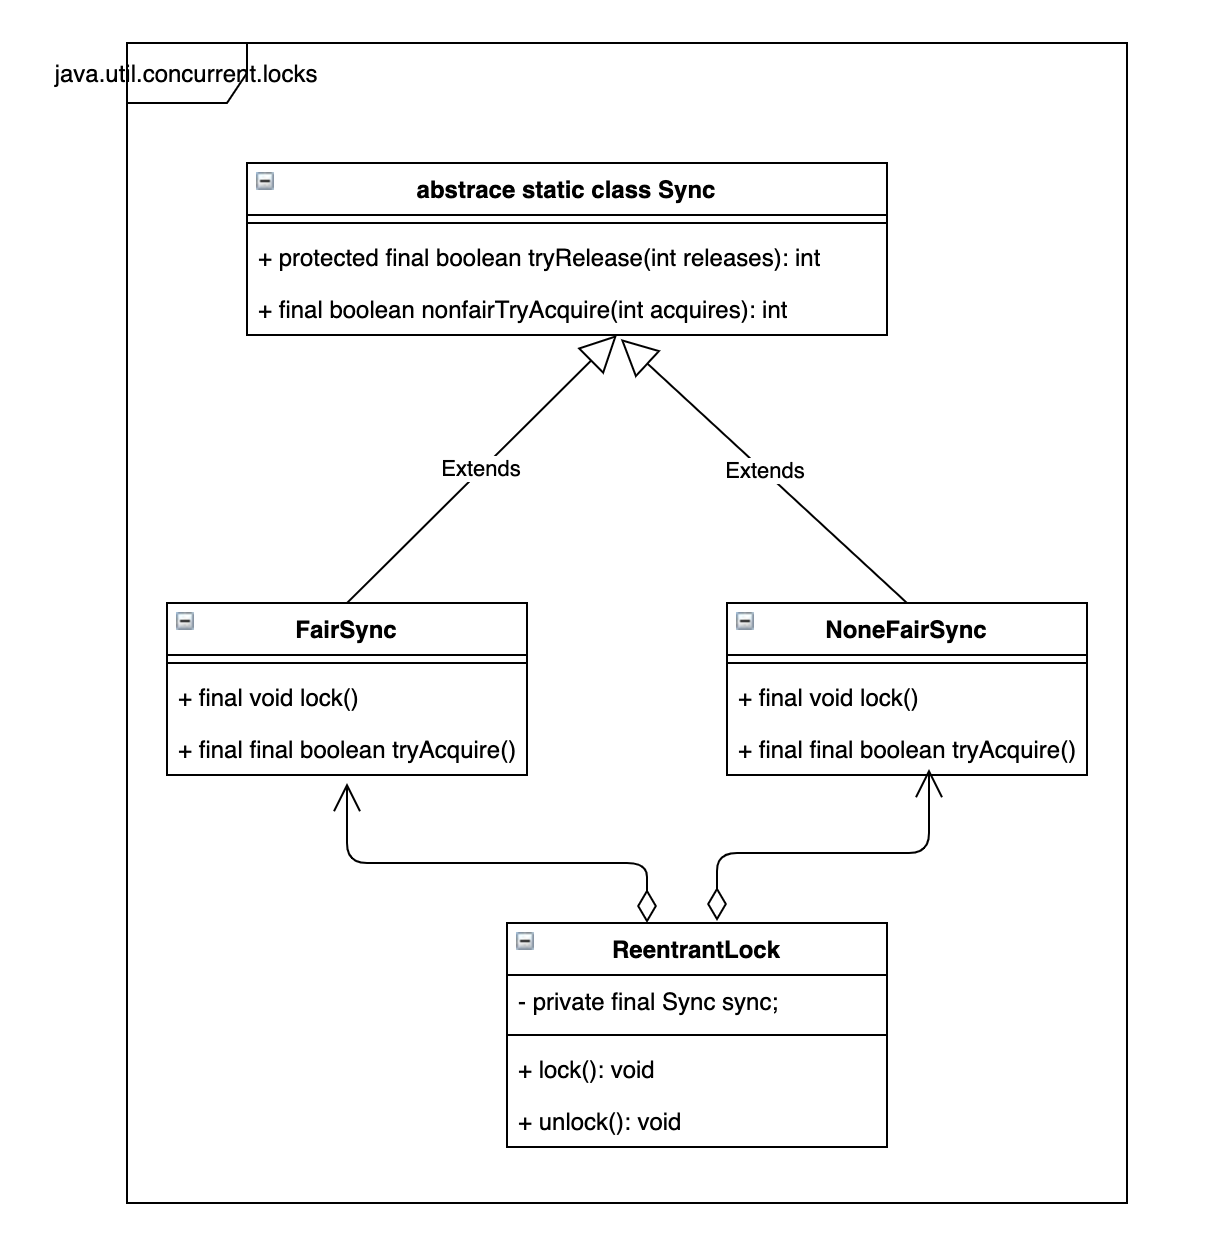 java.util.concurrent.locks
abstrace static class Sync
+ protected final boolean tryRelease(int releases): int
+ final boolean nonfairTryAcquire(int acquires): int
Extends
Extends
FairSync
+ final void lock()
+ final final boolean tryAcquire()
NoneFairSync
+ final void lock()
+ final final boolean tryAcquire()
ReentrantLock
- private final Sync sync;
+ lock(): void
+ unlock(): void